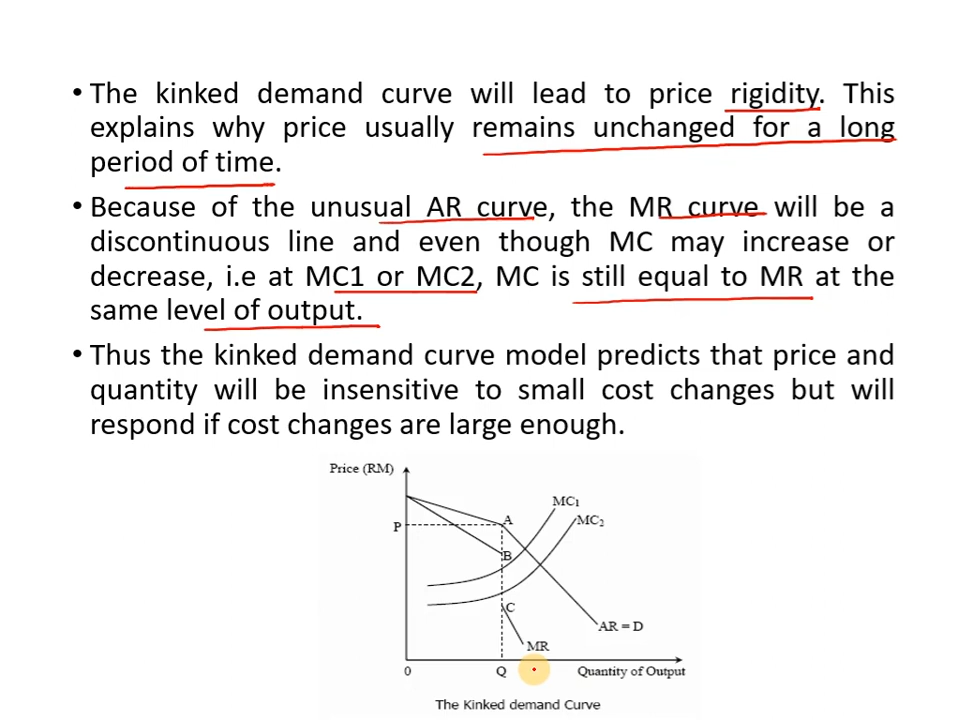 • The kinked demand curve will lead to price rigidity. This
explains why price usually remains unchanged for a long
period of time.
• Because of the unusual AR curve, the MR curve will be a
discontinuous line and even though MC may increase or
decrease, i.e at MC1 or MC2, MC is still equal to MR at the
same level of output.
• Thus the kinked demand curve model predicts that price and
quantity will be insensitive to small cost changes but will
respond if cost changes are large enough.
Price (RM)
MC₁
MC₂
P
A
B
C
AR = D
MR
0
Q
Quantity of Output
The Kinked demand Curve